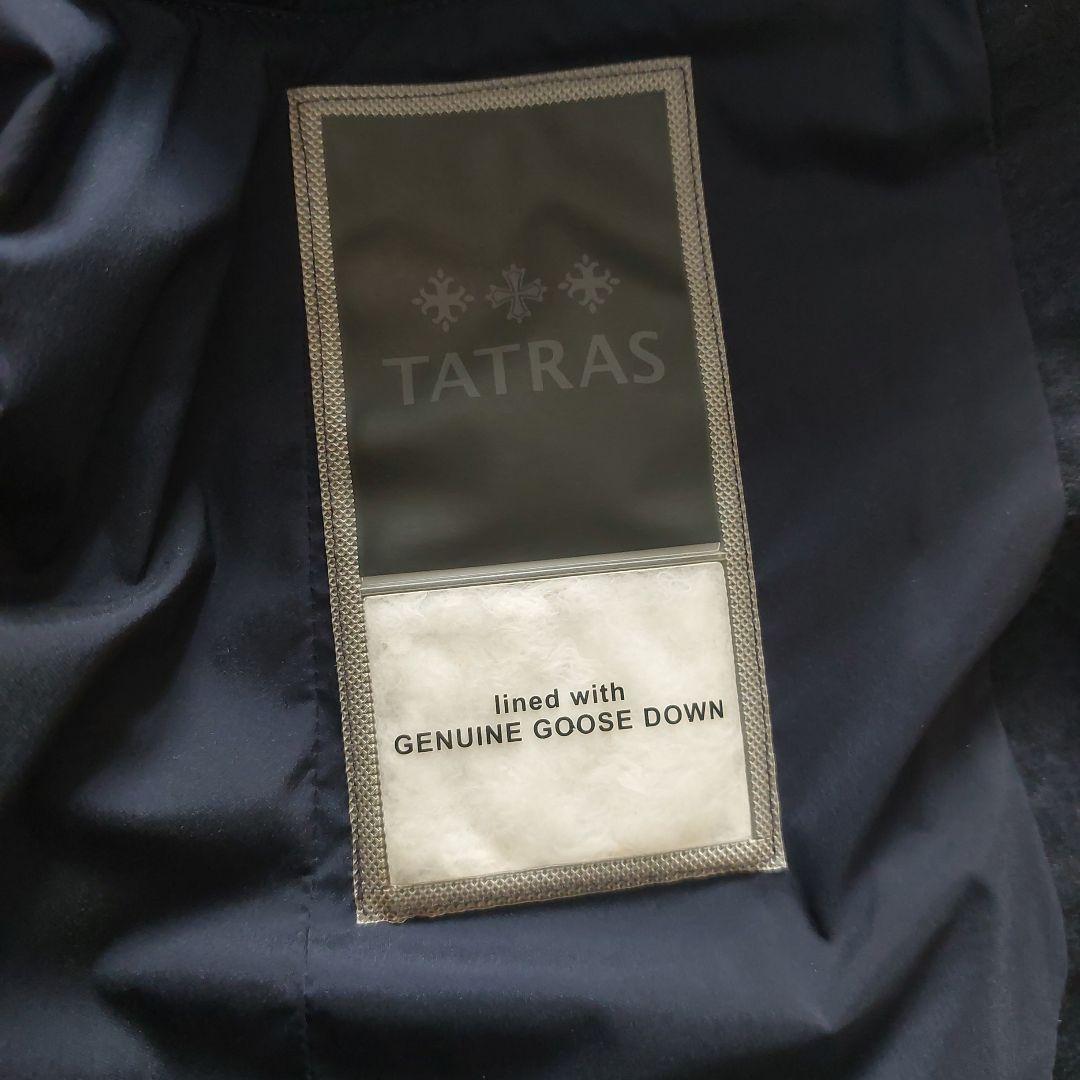 TATRAS
lined with
GENUINE GOOSE DOWN